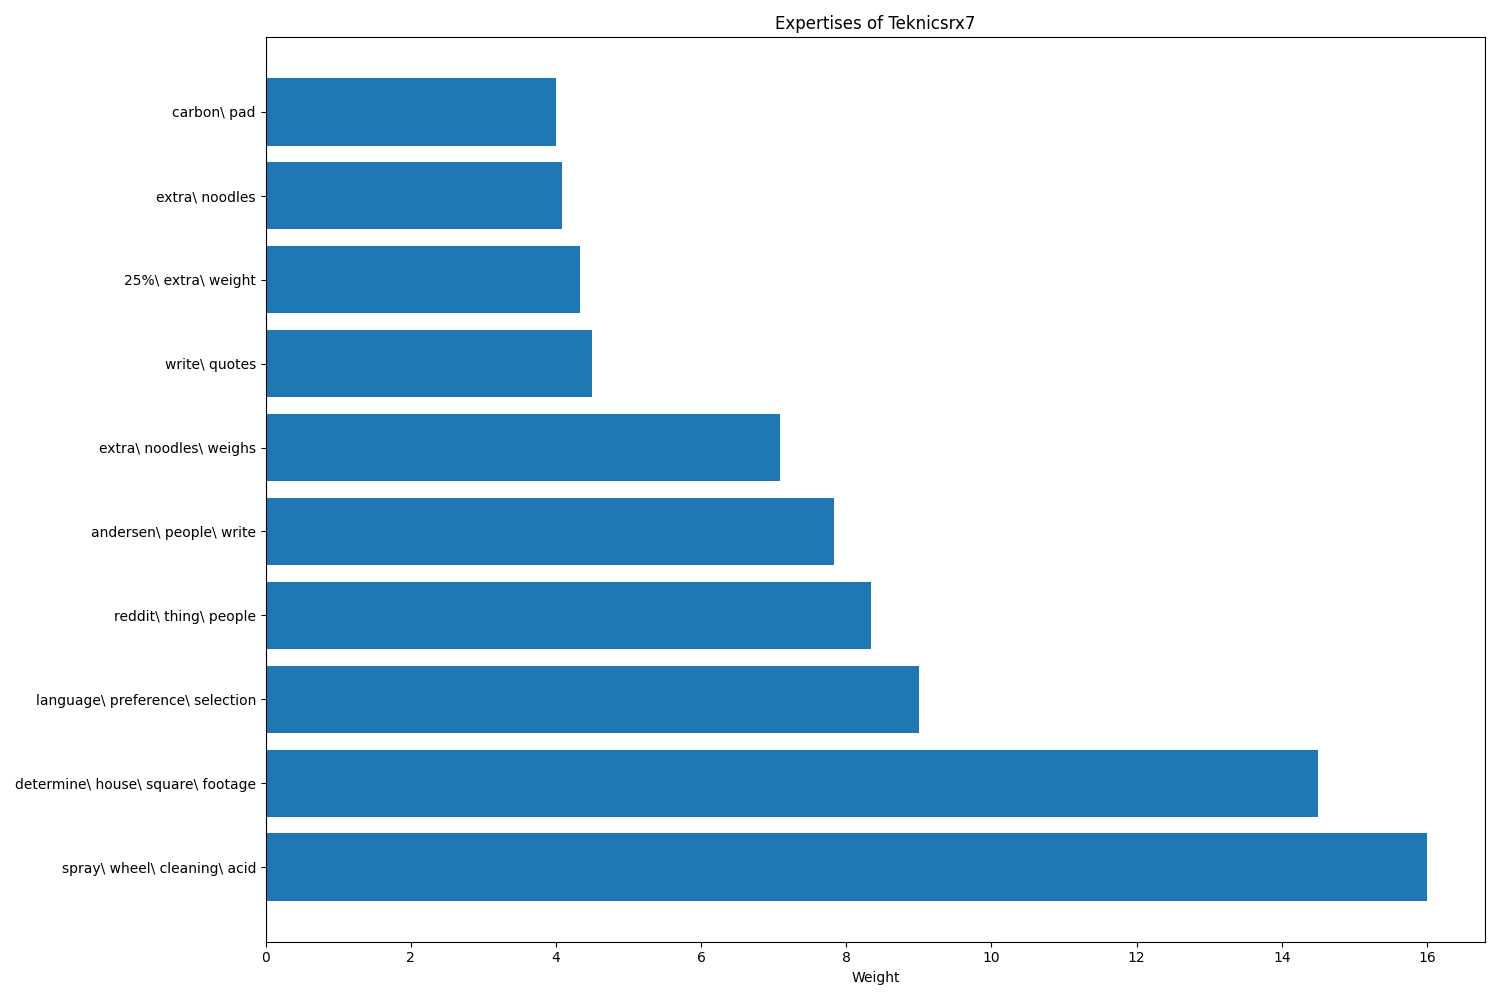 Expertises of Teknicsrx7
carbon\ pad
extra\ noodles
25%\ extra\ weight
write\ quotes
extra\ noodles\ weighs
andersen\ people\ write
reddit\ thing\ people
language\ preference\ selection
determine\ house\ square\ footage
spray\ wheel\ cleaning\ acid
0 2 4 6 8 10 12 14 16
Weight